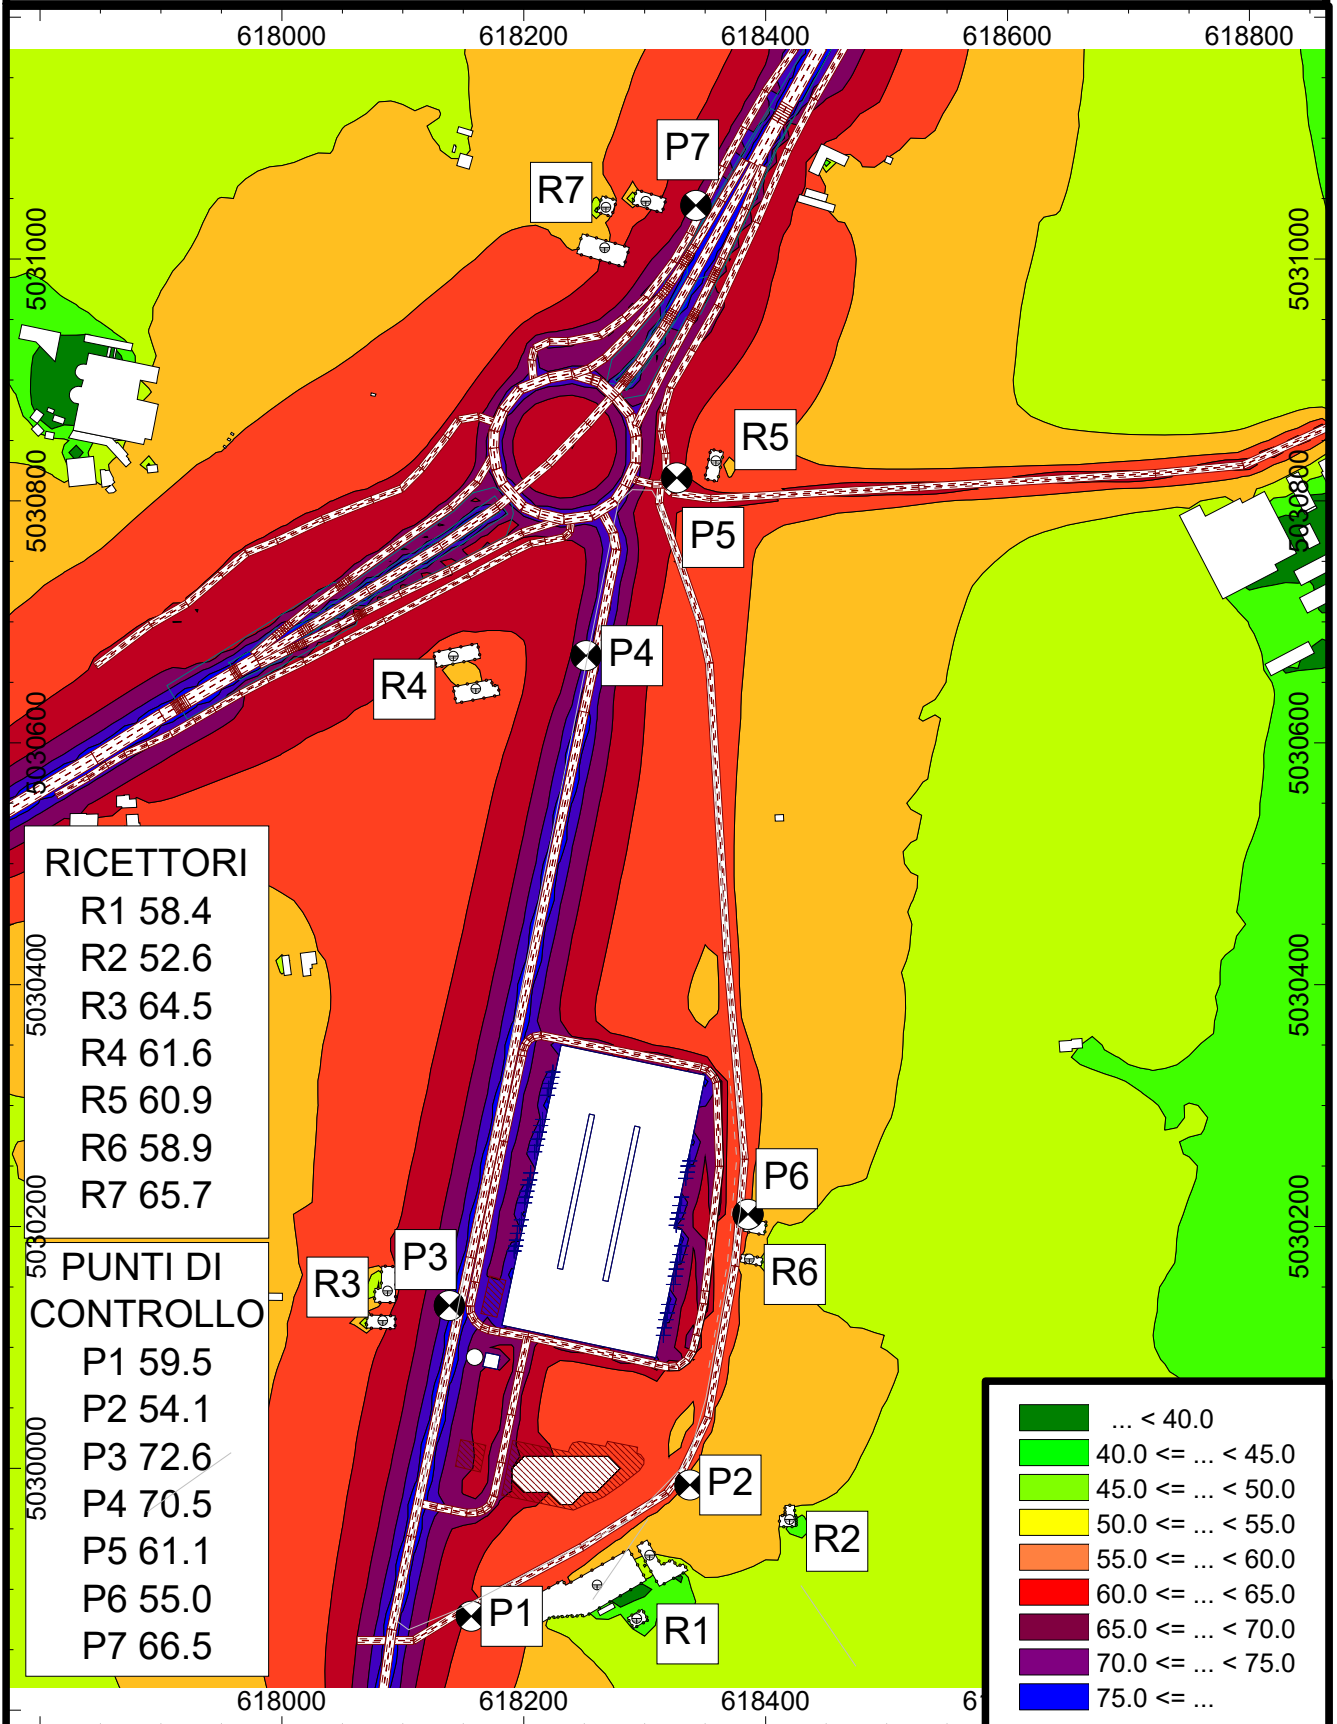 618000 618200 618400 618600 618800
P7
R7
5031000 5031000
R5
5030800 5030800
P5
P4
R4
5030600 5030600
RICETTORI
R1 58.4
R2 52.6
R3 64.5
R4 61.6
R5 60.9
R6 58.9
R7 65.7
5030400 5030400
P6
5030200 5030200
P3
R3
R6
PUNTI DI
CONTROLLO
P1 59.5
P2 54.1
P3 72.6
P4 70.5
P5 61.1
P6 55.0
P7 66.5
5030000
P2
R2
P1
R1
... < 40.0
40.0 <= ... < 45.0
45.0 <= ... < 50.0
50.0 <= ... < 55.0
55.0 <= ... < 60.0
60.0 <= ... < 65.0
65.0 <= ... < 70.0
70.0 <= ... < 75.0
75.0 <= ...
618000 618200 618400